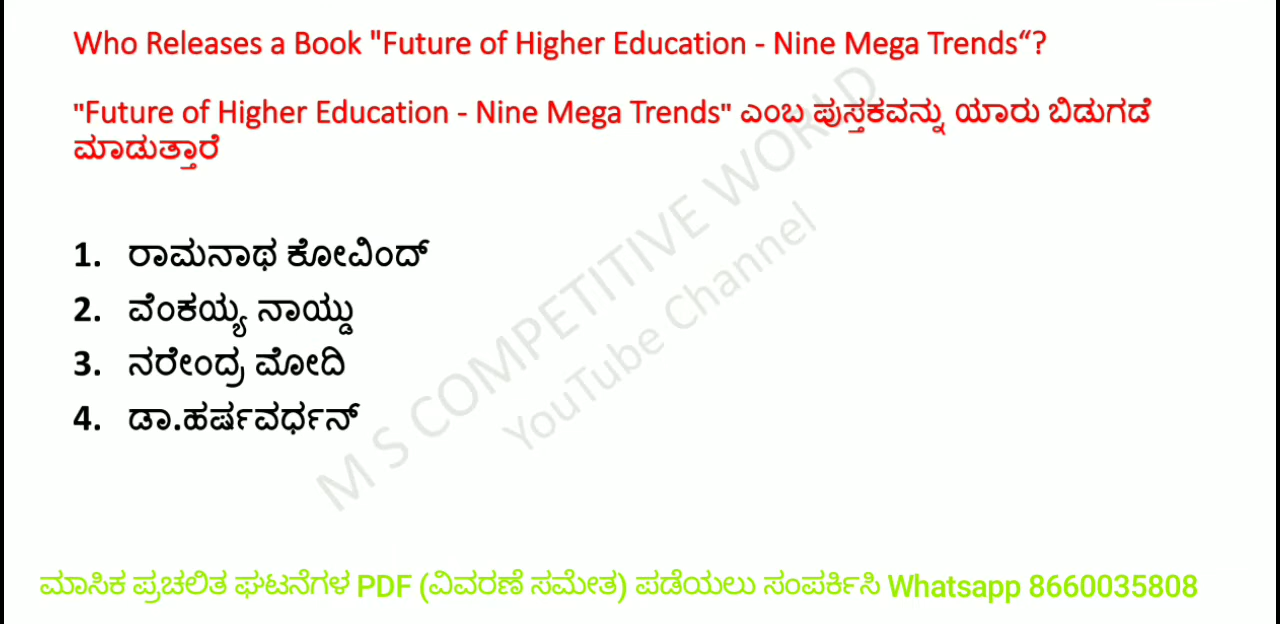 Who Releases a Book "Future of Higher Education - Nine Mega Trends“?
"Future of Higher Education - Nine Mega Trends" ಎಂಬ ಪುಸ್ತಕವನ್ನು ಯಾರು ಬಿಡುಗಡೆ
ಮಾಡುತ್ತಾರೆ
1. ರಾಮನಾಥ ಕೋವಿಂದ್
2. ವೆಂಕಯ್ಯ ನಾಯ್ಡು
3. ನರೇಂದ್ರ ಮೋದಿ
4. ಡಾ.ಹರ್ಷವರ್ಧನ್
M S COMPETITIVE WORLD
YouTube Channel
ಮಾಸಿಕ ಪ್ರಚಲಿತ ಘಟನೆಗಳ PDF (ವಿವರಣೆ ಸಮೇತ) ಪಡೆಯಲು ಸಂಪರ್ಕಿಸಿ Whatsapp 8660035808